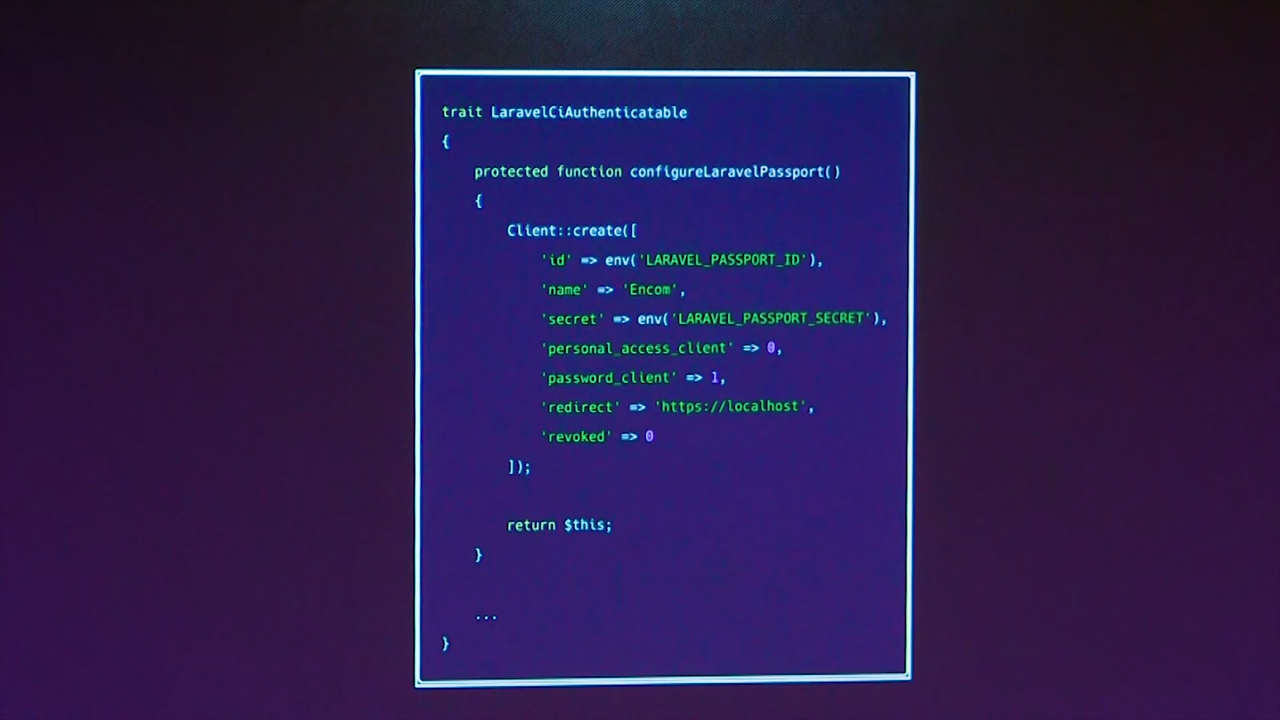 trait LaravelCiAuthenticatable
{
    protected function configureLaravelPassport()
    {
        Client::create([
            'id' => env('LARAVEL_PASSPORT_ID'),
            'name' => 'Encom',
            'secret' => env('LARAVEL_PASSPORT_SECRET'),
            'personal_access_client' => 0,
            'password_client' => 1,
            'redirect' => 'https://localhost',
            'revoked' => 0
        ]);
        return $this;
    }
    ...
}